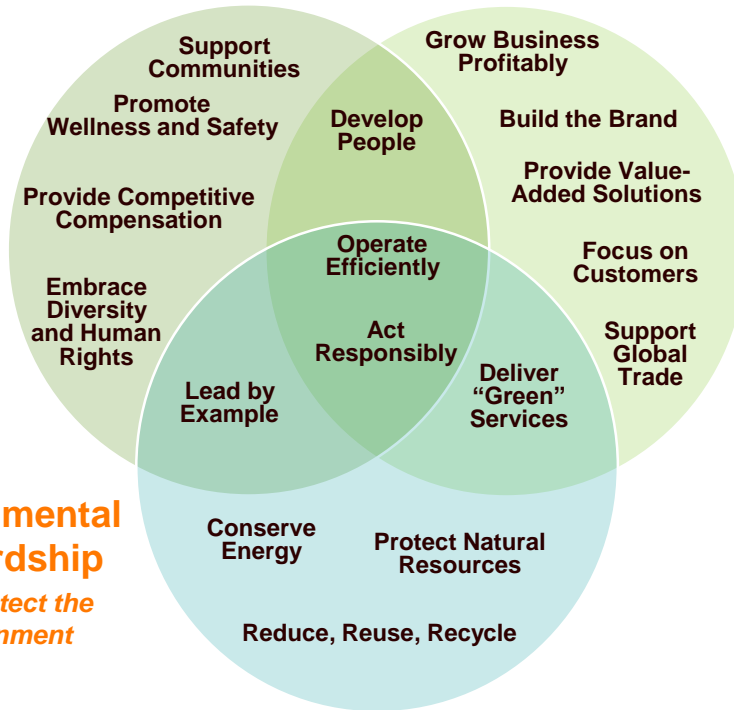 Support
Communities
Promote
Wellness and Safety
Provide Competitive
Compensation
Embrace
Diversity
and Human
Rights
Develop
People
Grow Business
Profitably
Build the Brand
Provide Value-
Added Solutions
Focus on
Customers
Support
Global
Trade
Operate
Efficiently
Act
Responsibly
Lead by
Example
Deliver
“Green”
Services
mental
rdship
tect the
nment
Conserve
Energy
Protect Natural
Resources
Reduce, Reuse, Recycle